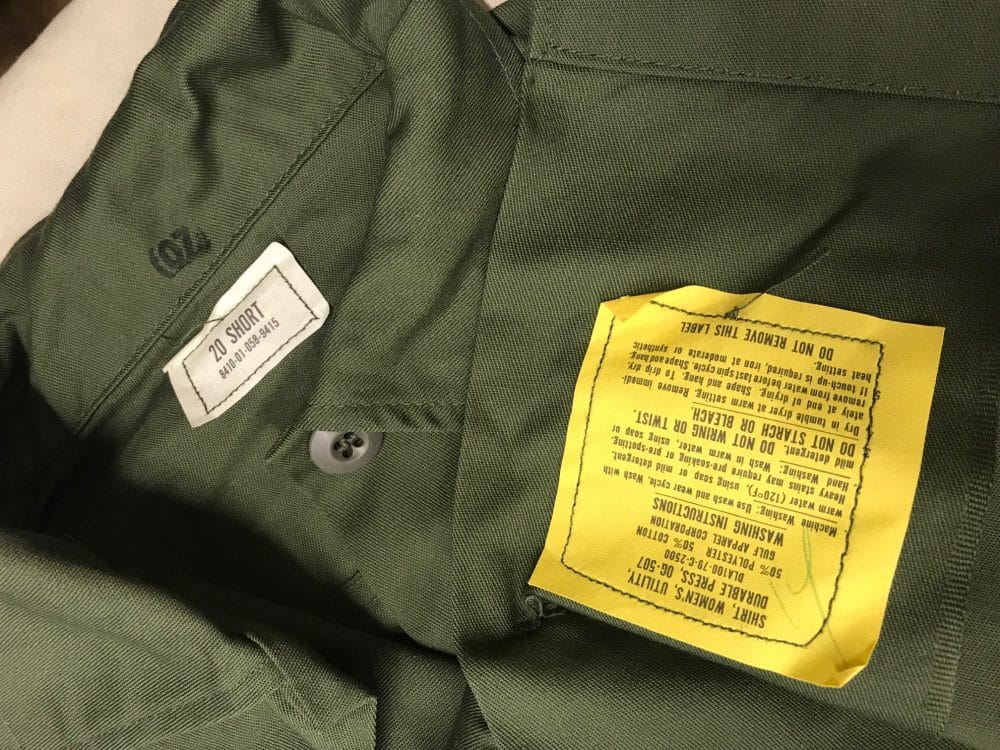 (20)
20 SHORT
8410-01-058-9415
SHIRT, WOMEN'S, UTILITY,
DURABLE PRESS, OG-507
DLA100-79-C-2500
50% POLYESTER 50% COTTON
GULF APPAREL CORPORATION
WASHING INSTRUCTIONS
Machine Washing: Use wash and wear cycle. Wash with
warm water (120°F), using soap or mild detergent.
Heavy stains may require pre-soaking or pre-spotting.
Hand Washing: Wash in warm water, using soap or
mild detergent. DO NOT WRING OR TWIST.
DO NOT STARCH OR BLEACH.
Dry in tumble dryer at warm setting. Remove immedi-
ately at end of drying. Shape and hang. To drip dry,
remove from water before last spin cycle. Shape and hang.
If touch-up is required, iron at moderate or synthetic
heat setting.
DO NOT REMOVE THIS LABEL